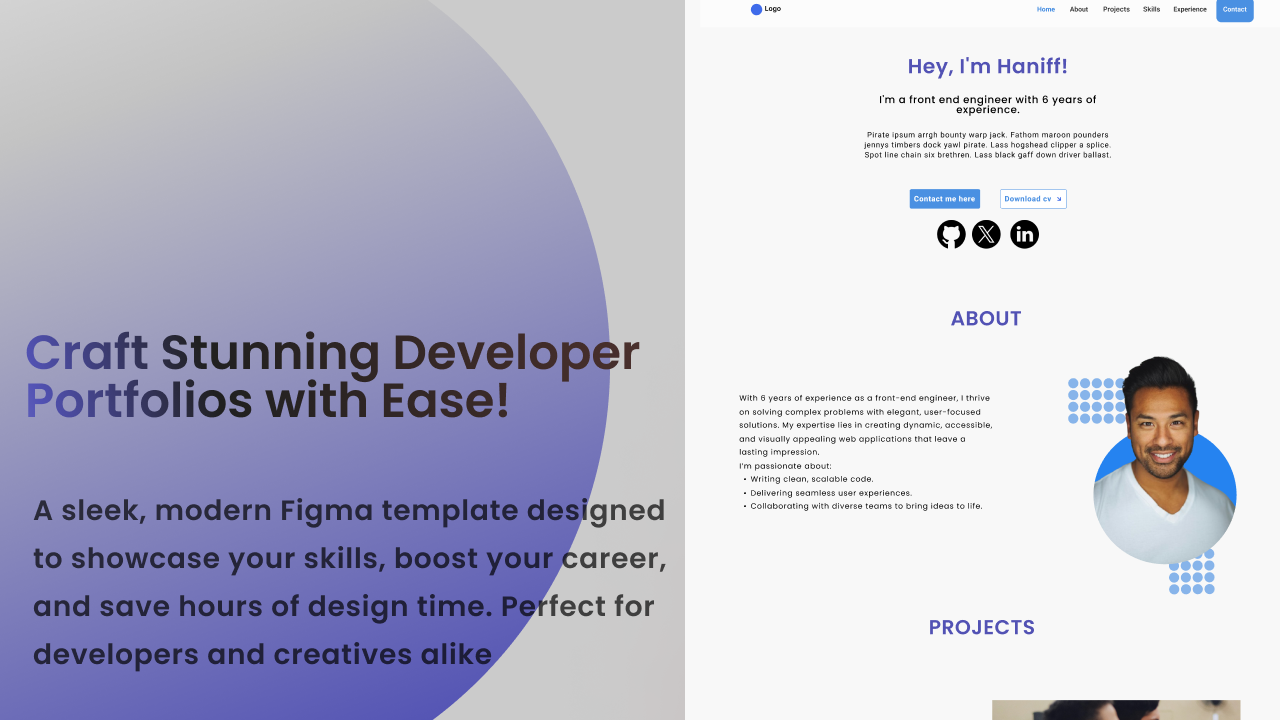 Craft Stunning Developer
Portfolios with Ease!
A sleek, modern Figma template designed
to showcase your skills, boost your career,
and save hours of design time. Perfect for
developers and creatives alike
Logo
Home About Projects Skills Experience Contact
Hey, I'm Haniff!
I'm a front end engineer with 6 years of
experience.
Pirate ipsum arrgh bounty warp jack. Fathom maroon pounders
jennys timbers dock yawl pirate. Lass hogshead clipper a splice.
Spot line chain six brethren. Lass black gaff down driver ballast.
Contact me here Download cv
in
ABOUT
With 6 years of experience as a front-end engineer, I thrive
on solving complex problems with elegant, user-focused
solutions. My expertise lies in creating dynamic, accessible,
and visually appealing web applications that leave a
lasting impression.
I'm passionate about:
• Writing clean, scalable code.
• Delivering seamless user experiences.
• Collaborating with diverse teams to bring ideas to life.
PROJECTS